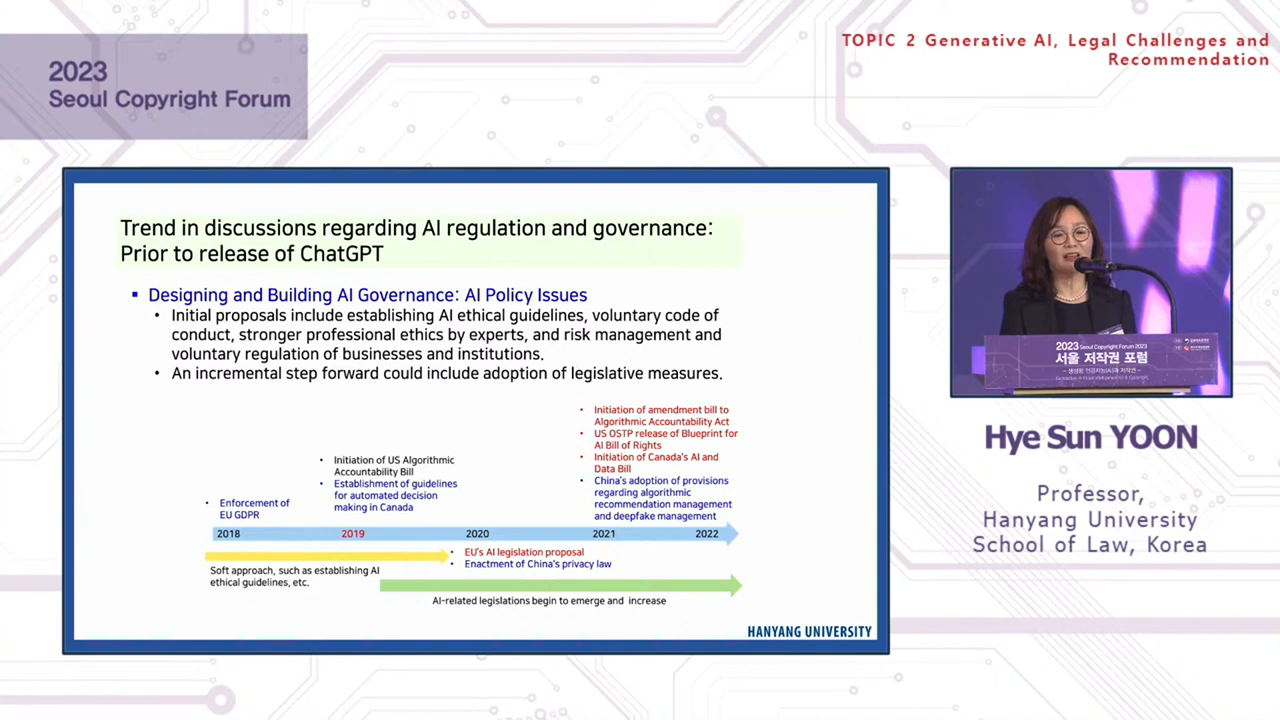 TOPIC 2 Generative AI, Legal Challenges and
Recommendation
2023
Seoul Copyright Forum
Trend in discussions regarding AI regulation and governance:
Prior to release of ChatGPT
▪ Designing and Building AI Governance: AI Policy Issues
• Initial proposals include establishing AI ethical guidelines, voluntary code of
conduct, stronger professional ethics by experts, and risk management and
voluntary regulation of businesses and institutions.
• An incremental step forward could include adoption of legislative measures.
• Initiation of amendment bill to
Algorithmic Accountability Act
• US OSTP release of Blueprint for
AI Bill of Rights
• Initiation of Canada's AI and
Data Bill
• China's adoption of provisions
regarding algorithmic
recommendation management
and deepfake management
• Initiation of US Algorithmic
Accountability Bill
• Establishment of guidelines
for automated decision
making in Canada
• Enforcement of
EU GDPR
2018 2019 2020 2021 2022
• EU's AI legislation proposal
• Enactment of China's privacy law
Soft approach, such as establishing AI
ethical guidelines, etc.
AI-related legislations begin to emerge and increase
HANYANG UNIVERSITY
2023 Seoul Copyright Forum 2023
서울 저작권 포럼
Hye Sun YOON
Professor,
Hanyang University
School of Law, Korea